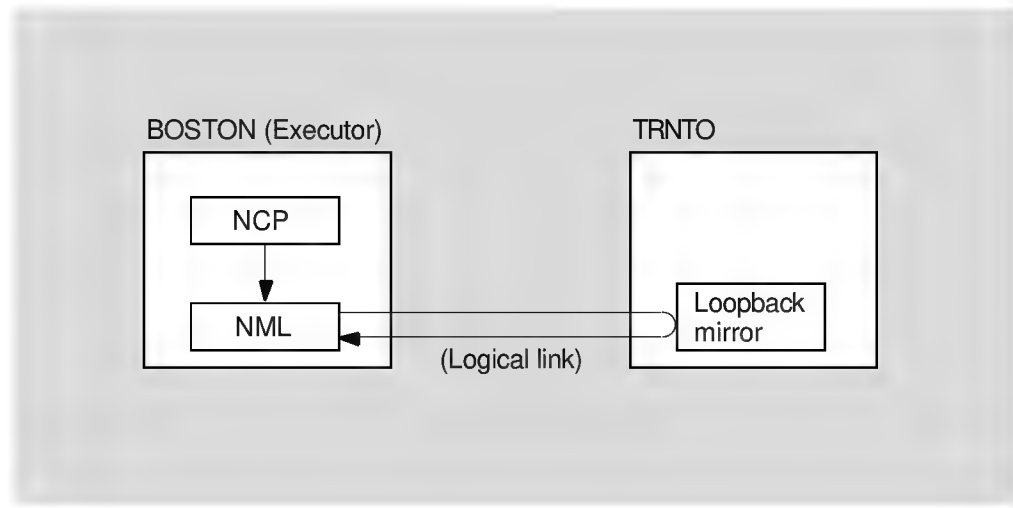 BOSTON (Executor)
TRNTO
NCP
NML
Loopback
mirror
(Logical link)